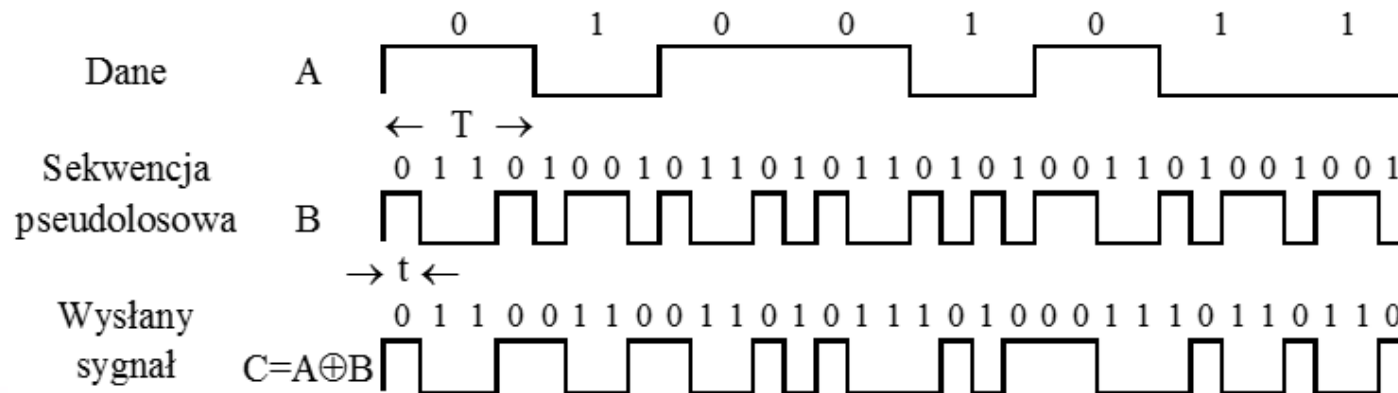 0 1 0 0 1 0 1 1
Dane A
← T →
Sekwencja 0 1 1 0 1 0 0 1 0 1 1 0 1 0 1 1 0 1 0 1 0 0 1 1 0 1 0 0 1 0 0 1
pseudolosowa B
→ t ←
Wysłany 0 1 1 0 0 1 1 0 0 1 1 0 1 0 1 1 1 0 1 0 0 0 1 1 1 0 1 1 0 1 1 0
sygnał C=A⊕B